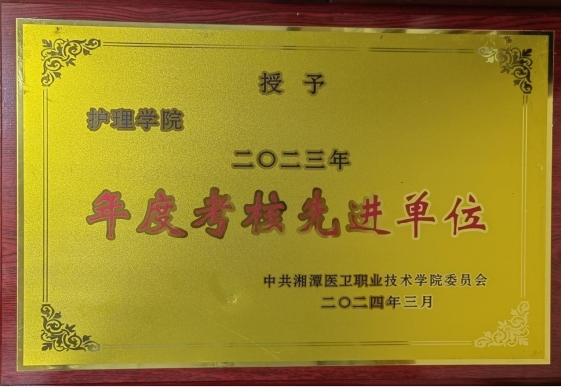 授予
护理学院
二〇二三年
年度考核先进单位
中共湘潭医卫职业技术学院委员会
二〇二四年三月